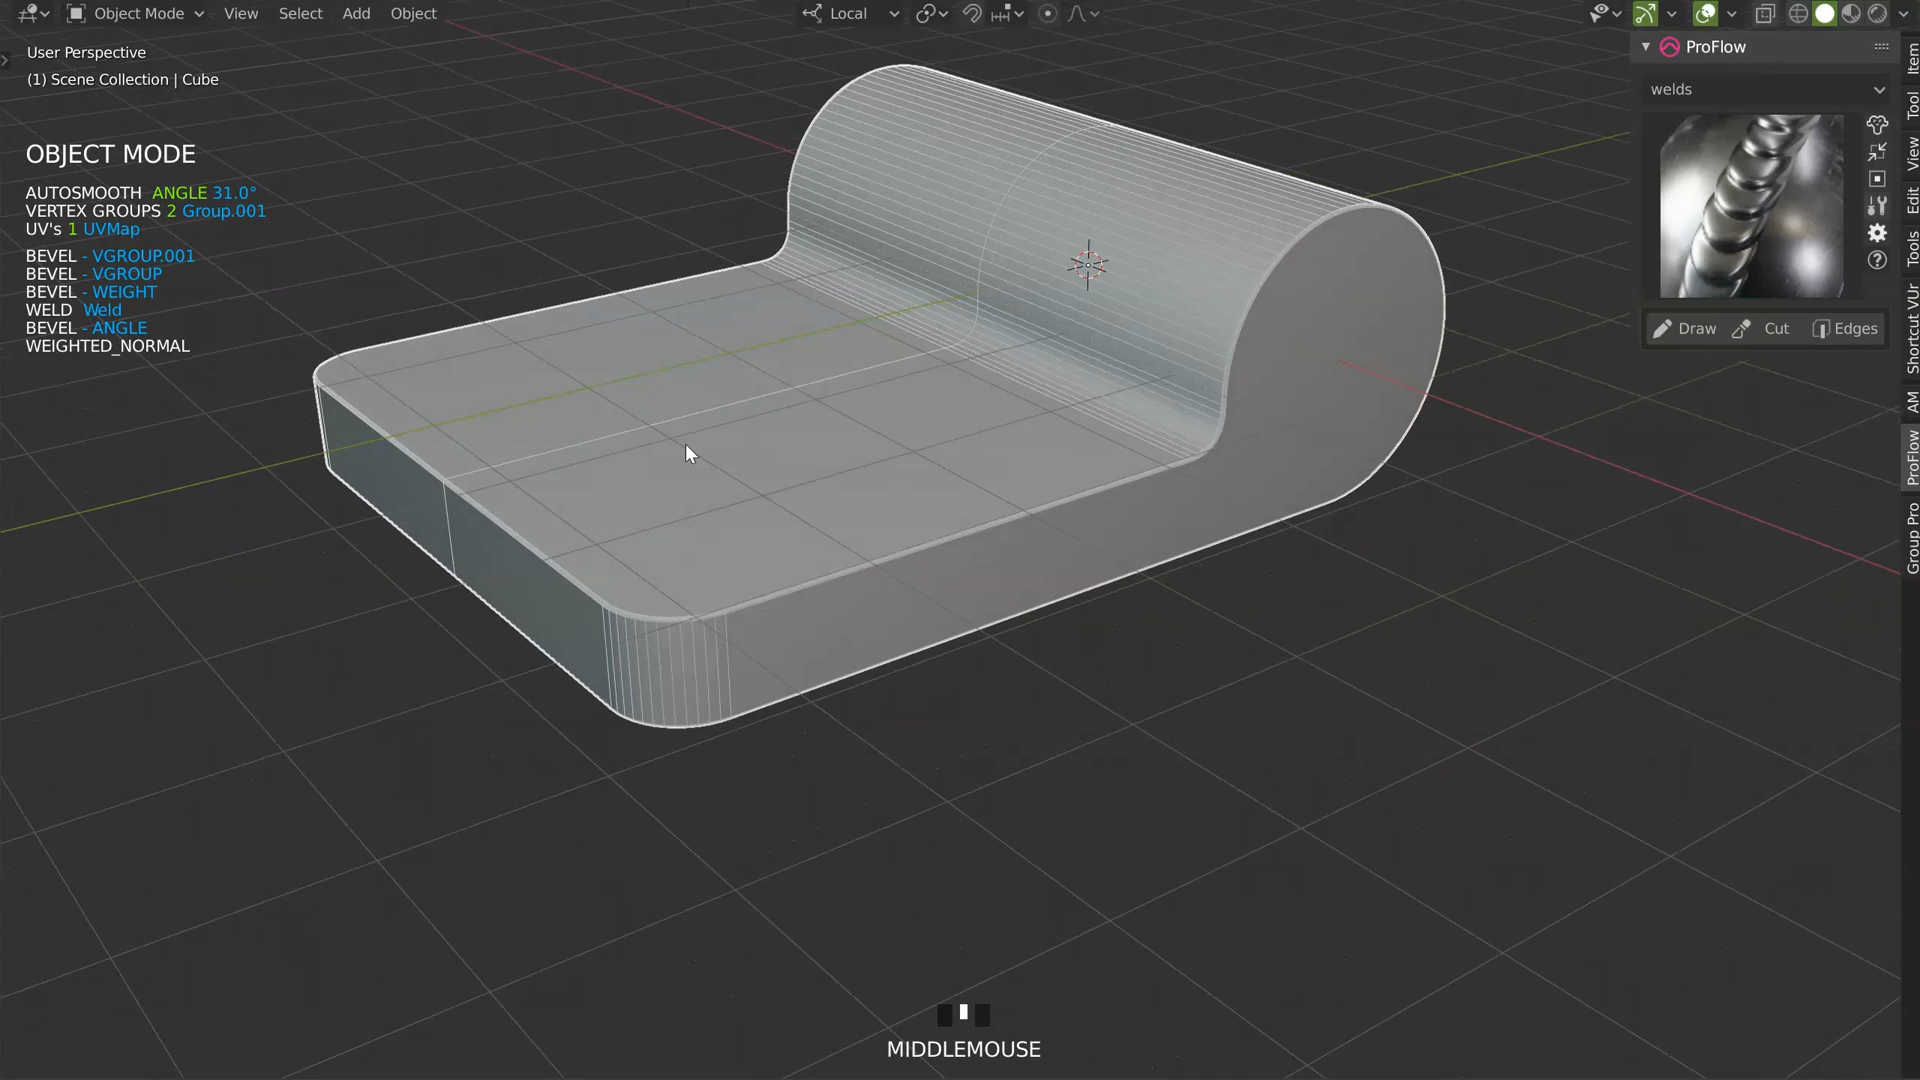 Object Mode View Select Add Object Local
User Perspective
(1) Scene Collection | Cube
OBJECT MODE
AUTOSMOOTH ANGLE 31.0°
VERTEX GROUPS 2 Group.001
UV's 1 UVMap
BEVEL - VGROUP.001
BEVEL - VGROUP
BEVEL - WEIGHT
WELD Weld
BEVEL - ANGLE
WEIGHTED_NORMAL
ProFlow
welds
Draw Cut Edges
Item
Tool
View
Edit
Tools
Shortcut VUr
AM
ProFlow
Group Pro
MIDDLEMOUSE